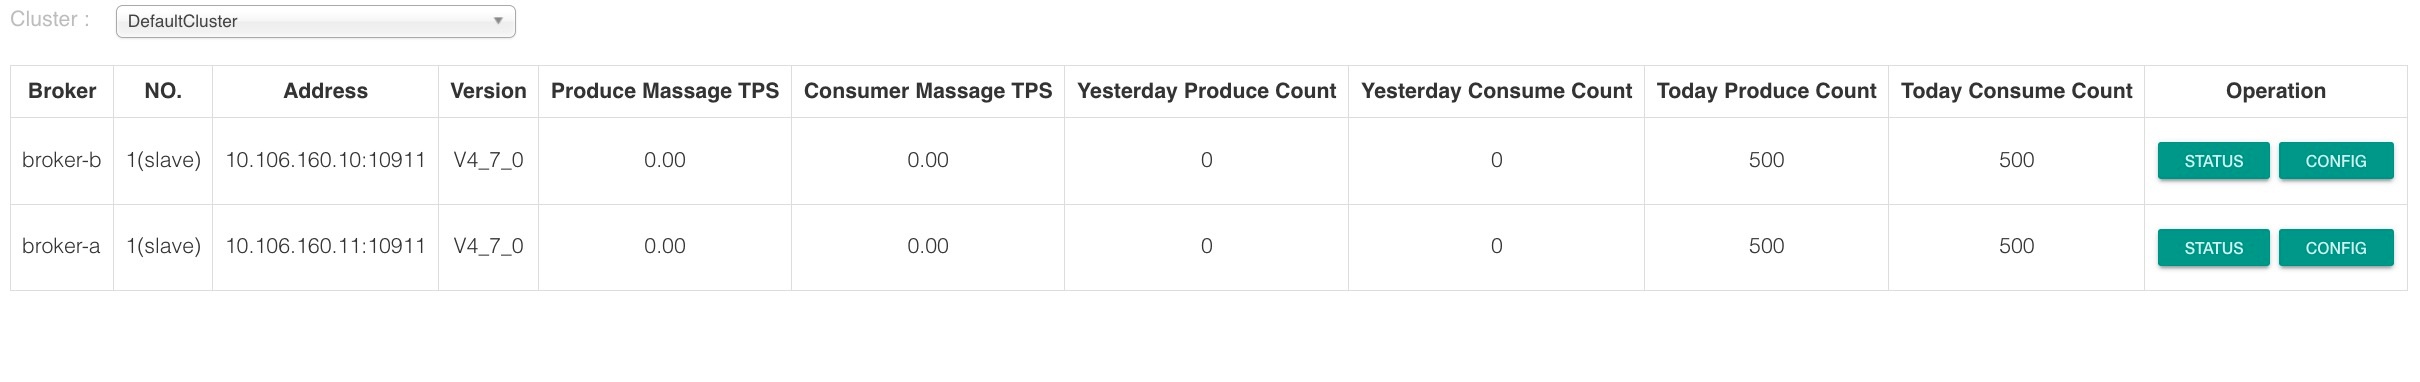 Cluster : DefaultCluster
Broker NO. Address Version Produce Massage TPS Consumer Massage TPS Yesterday Produce Count Yesterday Consume Count Today Produce Count Today Consume Count Operation
broker-b 1(slave) 10.106.160.10:10911 V4_7_0 0.00 0.00 0 0 500 500 STATUS CONFIG
broker-a 1(slave) 10.106.160.11:10911 V4_7_0 0.00 0.00 0 0 500 500 STATUS CONFIG